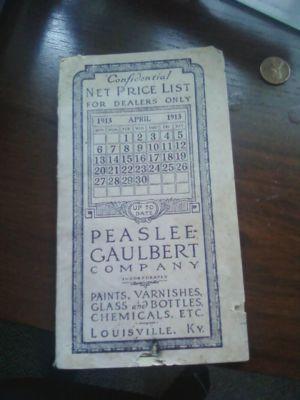 Confidential
NET PRICE LIST
FOR DEALERS ONLY
1913 APRIL 1913
1 2 3 4 5
6 7 8 9 10 11 12
13 14 15 16 17 18 19
20 21 22 23 24 25 26
27 28 29 30
UP TO
DATE
PEASLEE-
GAULBERT
COMPANY
INCORPORATED
PAINTS, VARNISHES,
GLASS and BOTTLES,
CHEMICALS, ETC.
LOUISVILLE, KY.